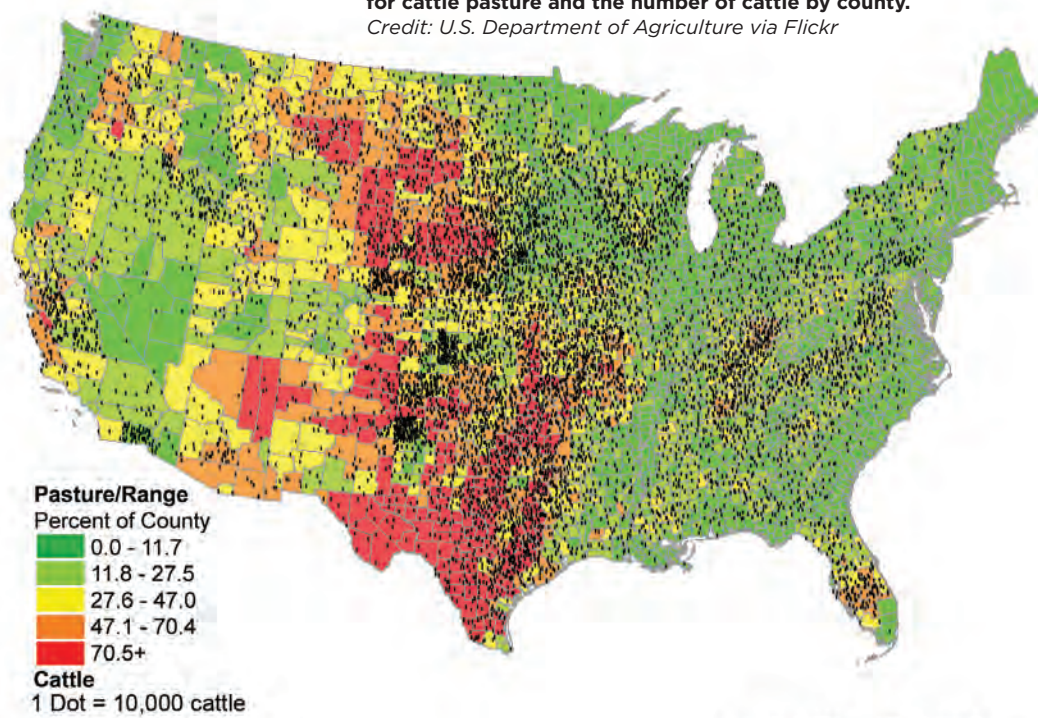 for cattle pasture and the number of cattle by county.
Credit: U.S. Department of Agriculture via Flickr
Pasture/Range
Percent of County
0.0 - 11.7
11.8 - 27.5
27.6 - 47.0
47.1 - 70.4
70.5+
Cattle
1 Dot = 10,000 cattle